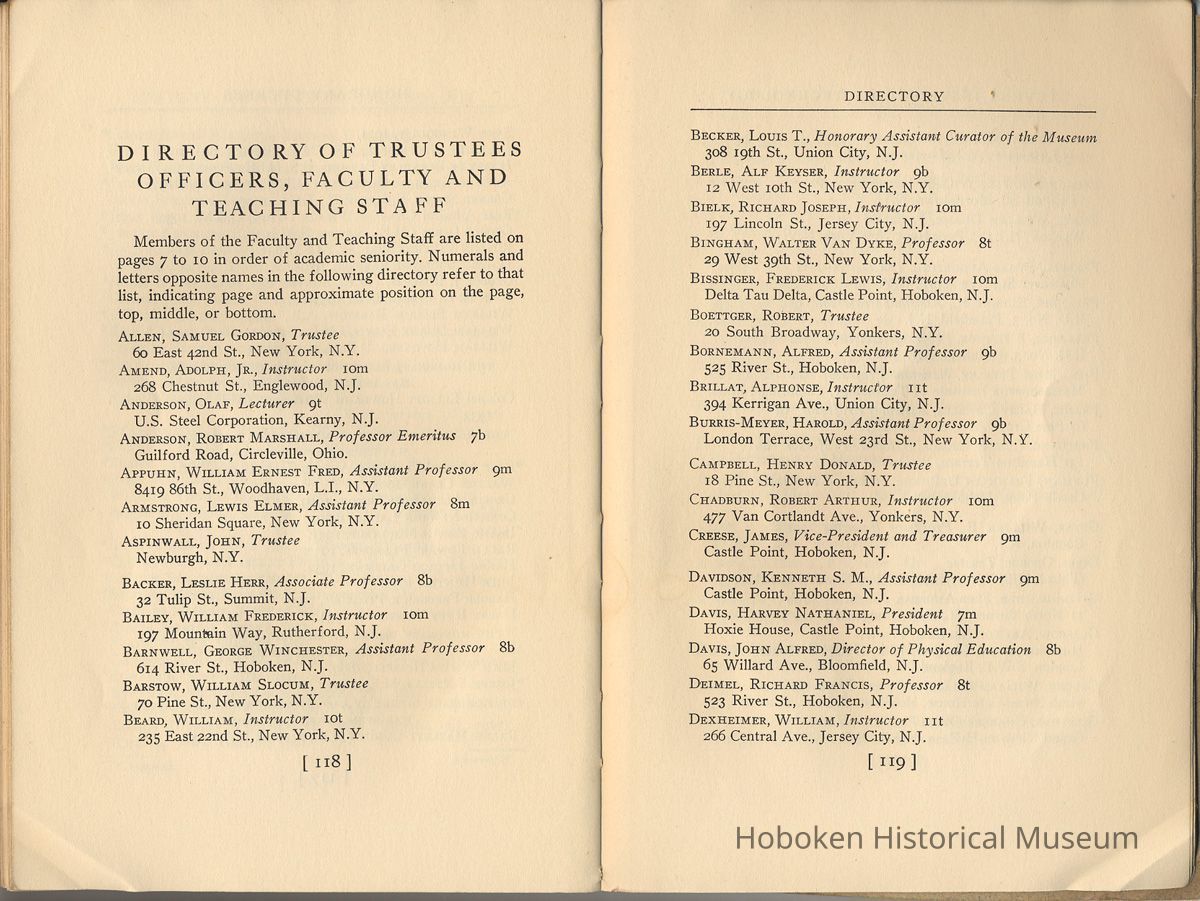 DIRECTORY OF TRUSTEES
OFFICERS, FACULTY AND
TEACHING STAFF
Members of the Faculty and Teaching Staff are listed on
pages 7 to 10 in order of academic seniority. Numerals and
letters opposite names in the following directory refer to that
list, indicating page and approximate position on the page,
top, middle, or bottom.
ALLEN, SAMUEL GORDON, Trustee
60 East 42nd St., New York, N.Y.
AMEND, ADOLPH, JR., Instructor 10m
268 Chestnut St., Englewood, N.J.
ANDERSON, OLAF, Lecturer 9t
U.S. Steel Corporation, Kearny, N.J.
ANDERSON, ROBERT MARSHALL, Professor Emeritus 7b
Guilford Road, Circleville, Ohio.
APPUHN, WILLIAM ERNEST FRED, Assistant Professor 9m
8419 86th St., Woodhaven, L.I., N.Y.
ARMSTRONG, LEWIS ELMER, Assistant Professor 8m
10 Sheridan Square, New York, N.Y.
ASPINWALL, JOHN, Trustee
Newburgh, N.Y.
BACKER, LESLIE HERR, Associate Professor 8b
32 Tulip St., Summit, N.J.
BAILEY, WILLIAM FREDERICK, Instructor 10m
197 Mountain Way, Rutherford, N.J.
BARNWELL, GEORGE WINCHESTER, Assistant Professor 8b
614 River St., Hoboken, N.J.
BARSTOW, WILLIAM SLOCUM, Trustee
70 Pine St., New York, N.Y.
BEARD, WILLIAM, Instructor 10t
235 East 22nd St., New York, N.Y.
[ 118 ]
DIRECTORY
BECKER, LOUIS T., Honorary Assistant Curator of the Museum
308 19th St., Union City, N.J.
BERLE, ALF KEYSER, Instructor 9b
12 West 10th St., New York, N.Y.
BIELK, RICHARD JOSEPH, Instructor 10m
197 Lincoln St., Jersey City, N.J.
BINGHAM, WALTER VAN DYKE, Professor 8t
29 West 39th St., New York, N.Y.
BISSINGER, FREDERICK LEWIS, Instructor 10m
Delta Tau Delta, Castle Point, Hoboken, N.J.
BOETTGER, ROBERT, Trustee
20 South Broadway, Yonkers, N.Y.
BORNEMANN, ALFRED, Assistant Professor 9b
525 River St., Hoboken, N.J.
BRILLAT, ALPHONSE, Instructor 11t
394 Kerrigan Ave., Union City, N.J.
BURRIS-MEYER, HAROLD, Assistant Professor 9b
London Terrace, West 23rd St., New York, N.Y.
CAMPBELL, HENRY DONALD, Trustee
18 Pine St., New York, N.Y.
CHADBURN, ROBERT ARTHUR, Instructor 10m
477 Van Cortlandt Ave., Yonkers, N.Y.
CREESE, JAMES, Vice-President and Treasurer 9m
Castle Point, Hoboken, N.J.
DAVIDSON, KENNETH S. M., Assistant Professor 9m
Castle Point, Hoboken, N.J.
DAVIS, HARVEY NATHANIEL, President 7m
Hoxie House, Castle Point, Hoboken, N.J.
DAVIS, JOHN ALFRED, Director of Physical Education 8b
65 Willard Ave., Bloomfield, N.J.
DEIMEL, RICHARD FRANCIS, Professor 8t
523 River St., Hoboken, N.J.
DEXHEIMER, WILLIAM, Instructor 11t
266 Central Ave., Jersey City, N.J.
[ 119 ]
Hoboken Historical Museum